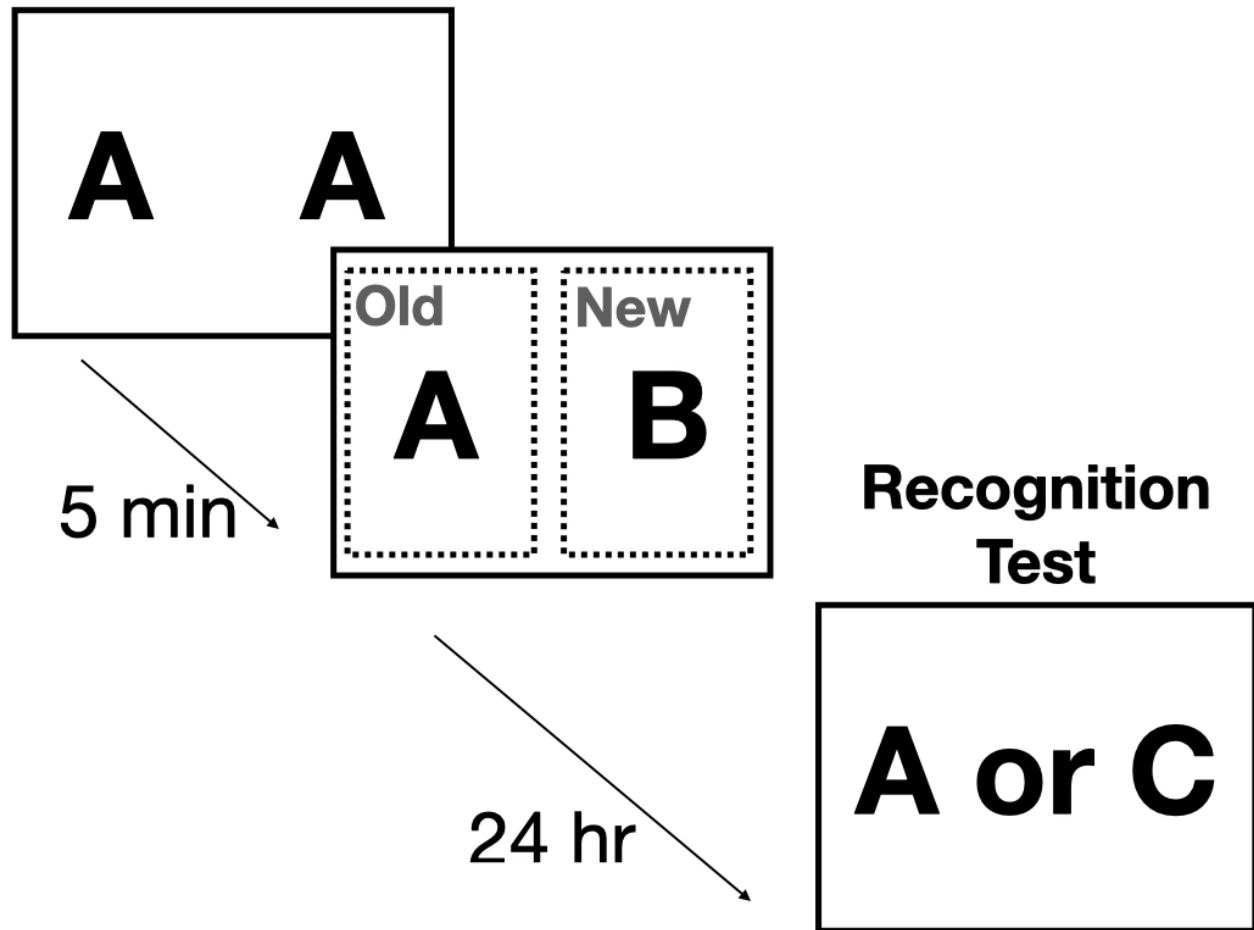 A A
Old New
A B
5 min
Recognition
Test
A or C
24 hr